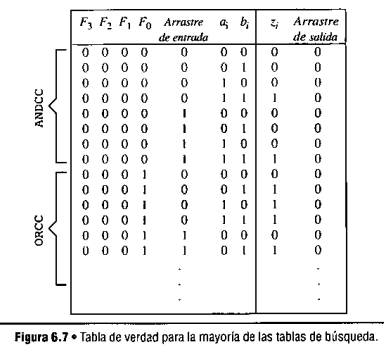 F3 F2 F1 F0 Arrastre de entrada ai bi zi Arrastre de salida
ANDCC
0 0 0 0 0 0 0 0 0
0 0 0 0 0 0 1 0 0
0 0 0 0 0 1 0 0 0
0 0 0 0 0 1 1 1 0
0 0 0 0 1 0 0 0 0
0 0 0 0 1 0 1 0 0
0 0 0 0 1 1 0 0 0
0 0 0 0 1 1 1 1 0
ORCC
0 0 0 1 0 0 0 0 0
0 0 0 1 0 0 1 1 0
0 0 0 1 0 1 0 1 0
0 0 0 1 0 1 1 1 0
0 0 0 1 1 0 0 0 0
0 0 0 1 1 0 1 1 0
. .
. .
. .
Figura 6.7 • Tabla de verdad para la mayoría de las tablas de búsqueda.